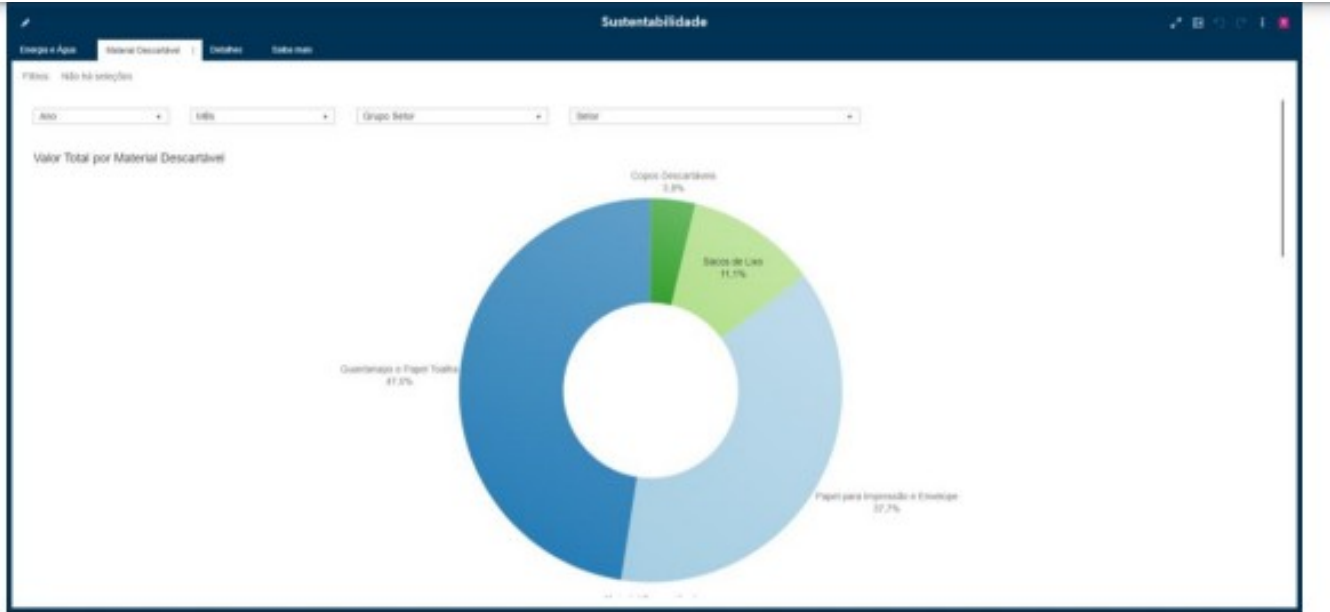 Sustentabilidade
Energia e Água
Material Descartável
Detalhes
Saiba mais
Filtros Não há seleções
Ano
Mês
Grupo Setor
Setor
Valor Total por Material Descartável
Copos Descartáveis
3,8%
Sacos de Lixo
11,1%
Guardanapo e Papel Toalha
Papel para Impressão e Envelope
37,7%